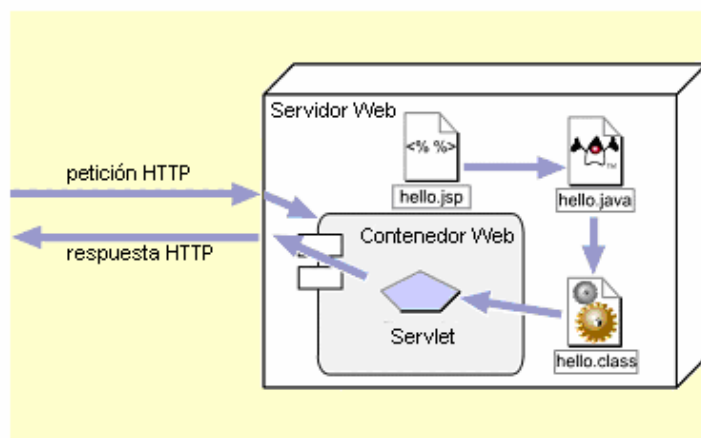 Servidor Web
<% %>
petición HTTP
hello.jsp
hello.java
Contenedor Web
respuesta HTTP
Servlet
hello.class